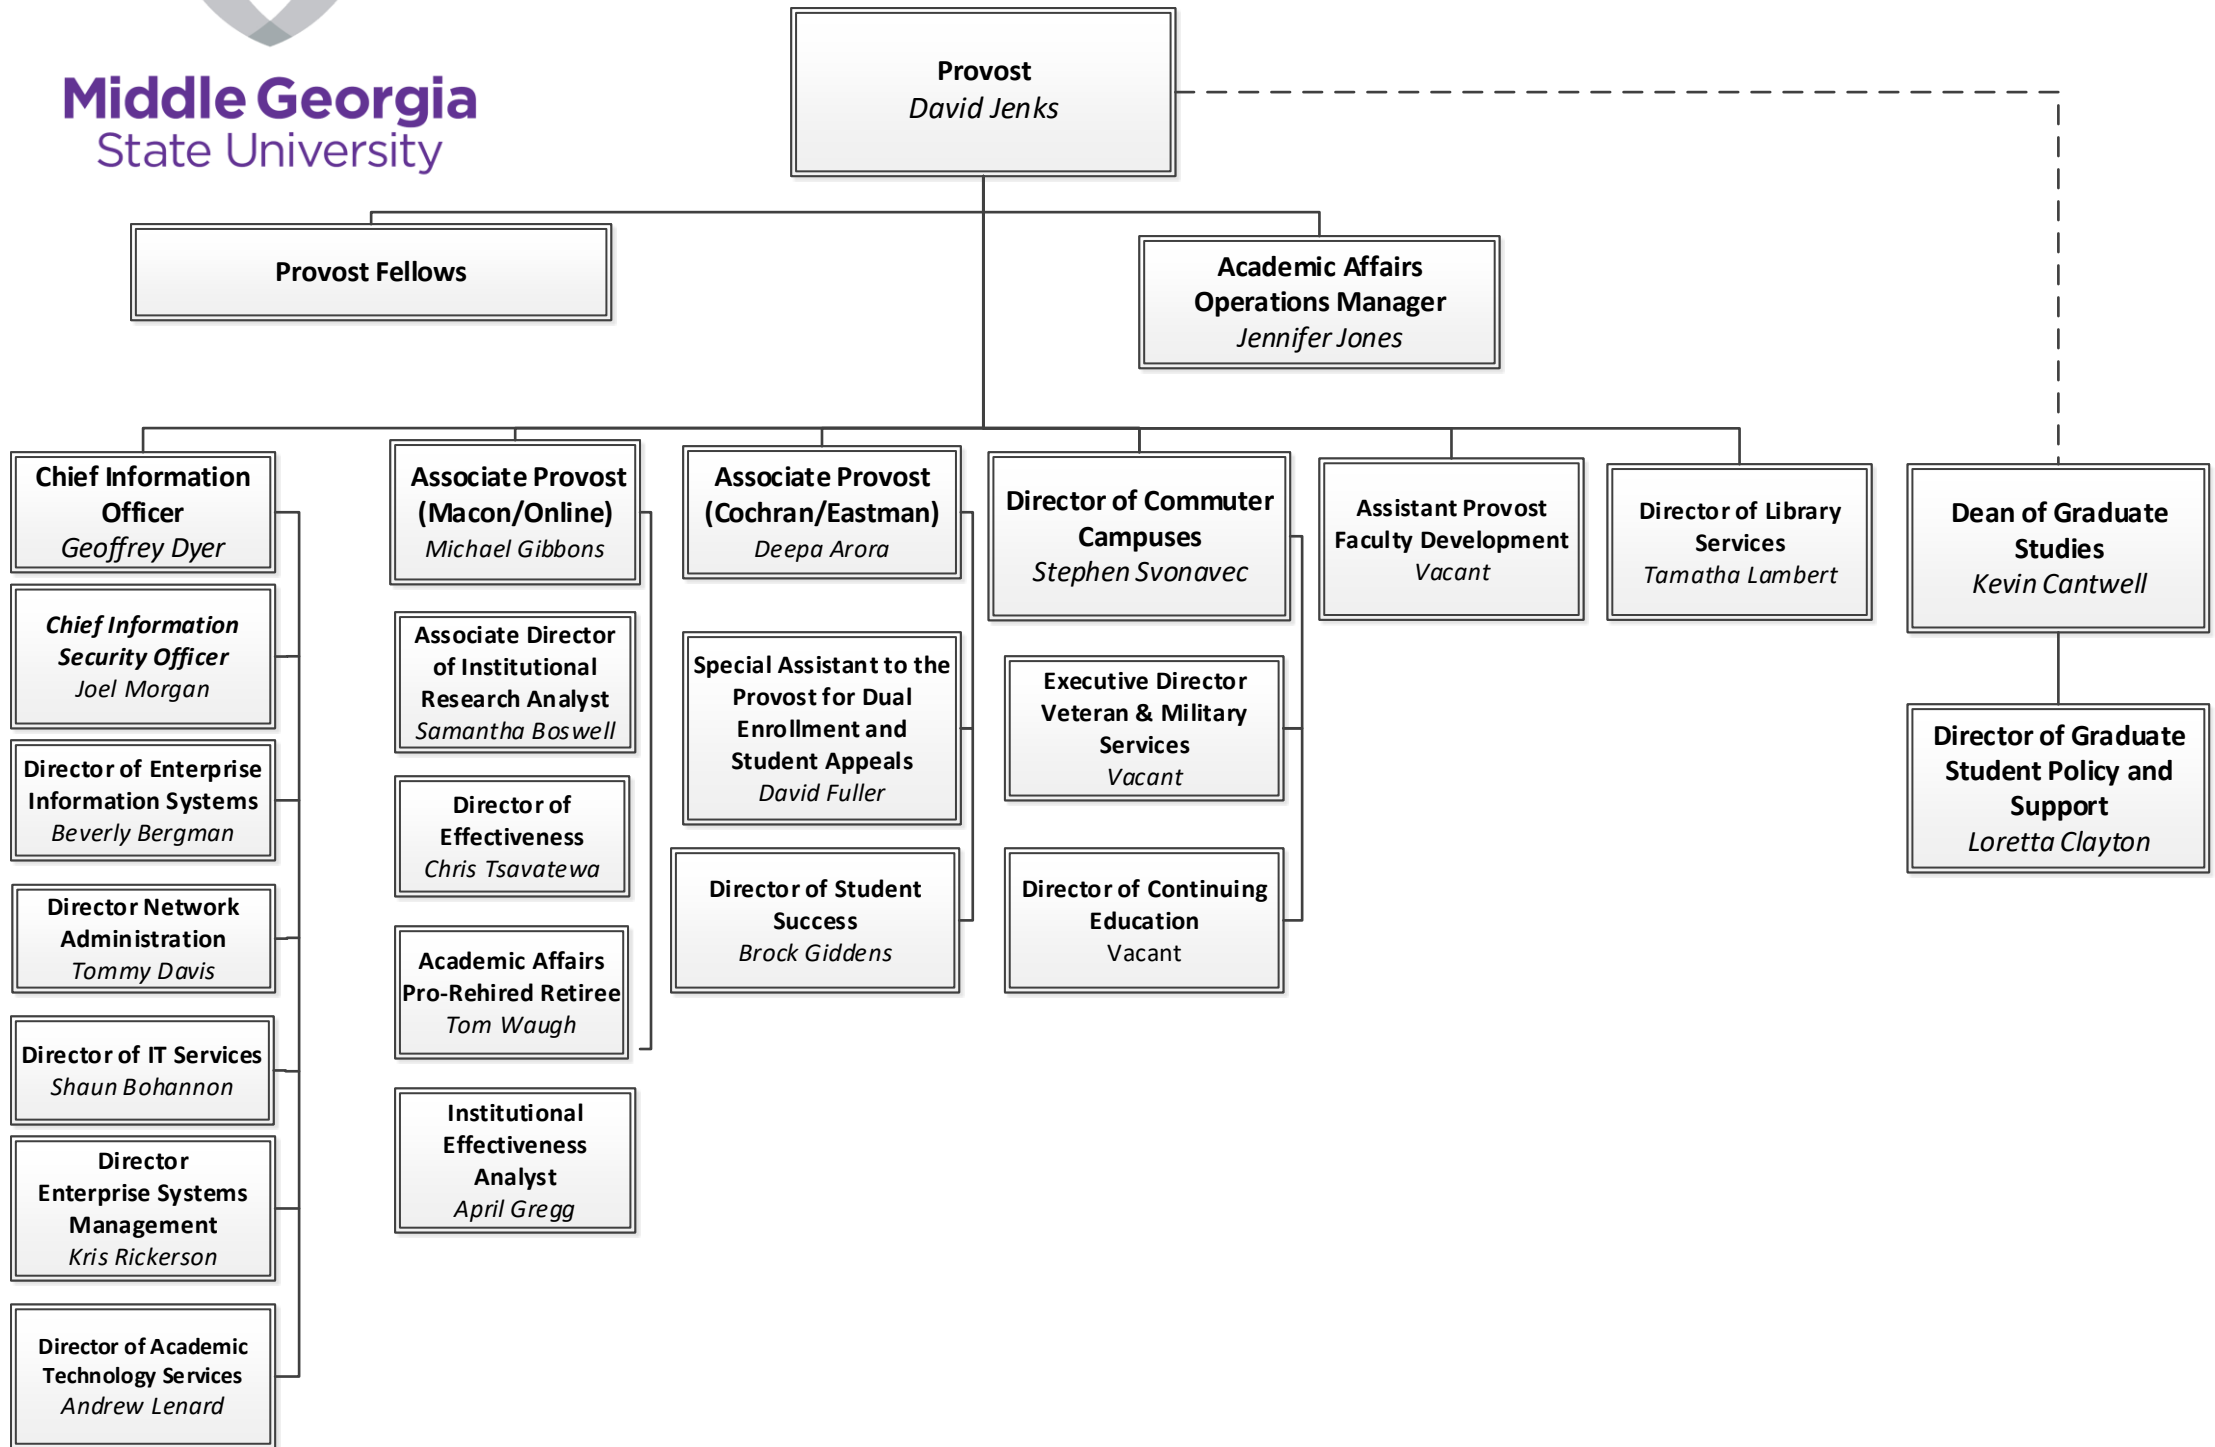 Middle Georgia
State University
Provost
David Jenks
Provost Fellows
Academic Affairs
Operations Manager
Jennifer Jones
Chief Information
Officer
Geoffrey Dyer
Chief Information
Security Officer
Joel Morgan
Director of Enterprise
Information Systems
Beverly Bergman
Director Network
Administration
Tommy Davis
Director of IT Services
Shaun Bohannon
Director
Enterprise Systems
Management
Kris Rickerson
Director of Academic
Technology Services
Andrew Lenard
Associate Provost
(Macon/Online)
Michael Gibbons
Associate Director
of Institutional
Research Analyst
Samantha Boswell
Director of
Effectiveness
Chris Tsavatewa
Academic Affairs
Pro-Rehired Retiree
Tom Waugh
Institutional
Effectiveness
Analyst
April Gregg
Associate Provost
(Cochran/Eastman)
Deepa Arora
Special Assistant to the
Provost for Dual
Enrollment and
Student Appeals
David Fuller
Director of Student
Success
Brock Giddens
Director of Commuter
Campuses
Stephen Svonavec
Executive Director
Veteran & Military
Services
Vacant
Director of Continuing
Education
Vacant
Assistant Provost
Faculty Development
Vacant
Director of Library
Services
Tamatha Lambert
Dean of Graduate
Studies
Kevin Cantwell
Director of Graduate
Student Policy and
Support
Loretta Clayton